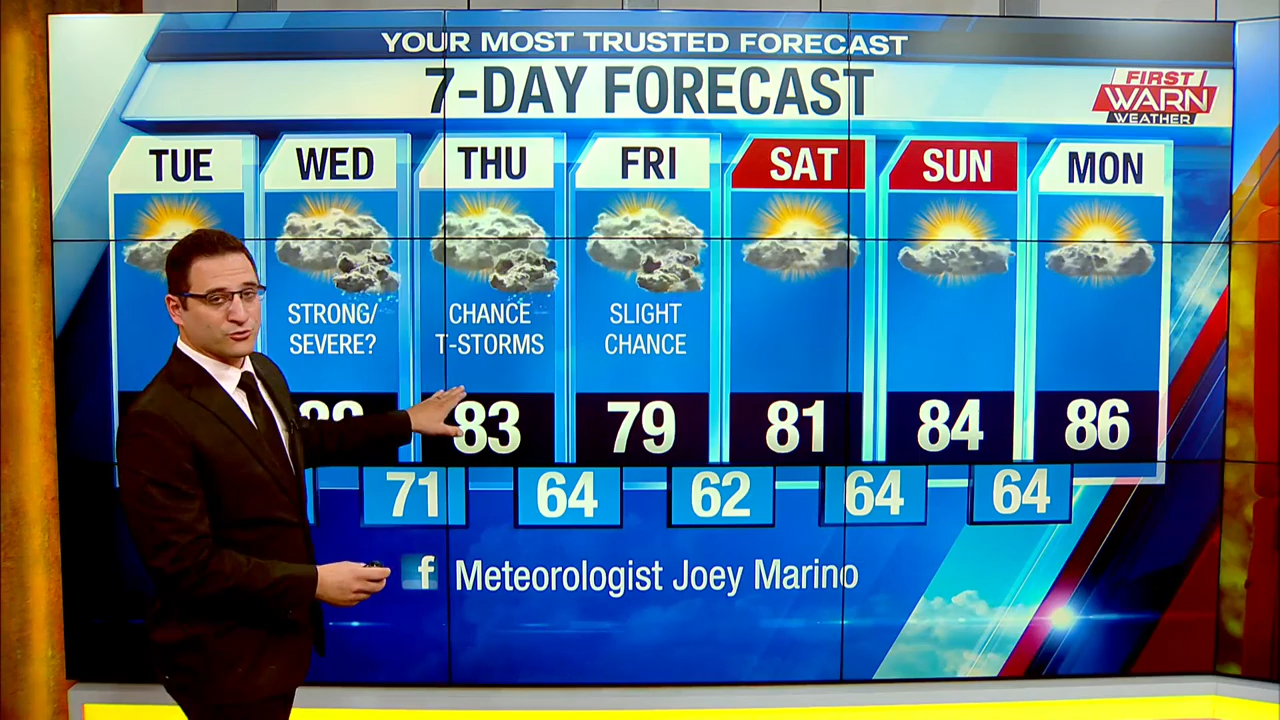 YOUR MOST TRUSTED FORECAST
7-DAY FORECAST
FIRST
WARN
WEATHER
TUE WED THU FRI SAT SUN MON
STRONG/ CHANCE SLIGHT
SEVERE? T-STORMS CHANCE
83 79 81 84 86
71 64 62 64 64
f Meteorologist Joey Marino